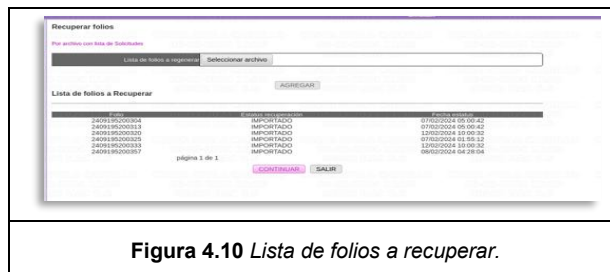 Recuperar folios
Por archivo con lista de Solicitudes
Lista de folios a regenerar Seleccionar archivo
AGREGAR
Lista de folios a Recuperar
Folio Estatus recuperación Fecha estatus
2409195200304 IMPORTADO 07/02/2024 05:00:42
2409195200313 IMPORTADO 07/02/2024 05:00:42
2409195200320 IMPORTADO 12/02/2024 10:00:32
2409195200325 IMPORTADO 07/02/2024 01:55:12
2409195200333 IMPORTADO 12/02/2024 10:00:32
2409195200357 IMPORTADO 08/02/2024 04:28:04
página 1 de 1
CONTINUAR SALIR
Figura 4.10 Lista de folios a recuperar.